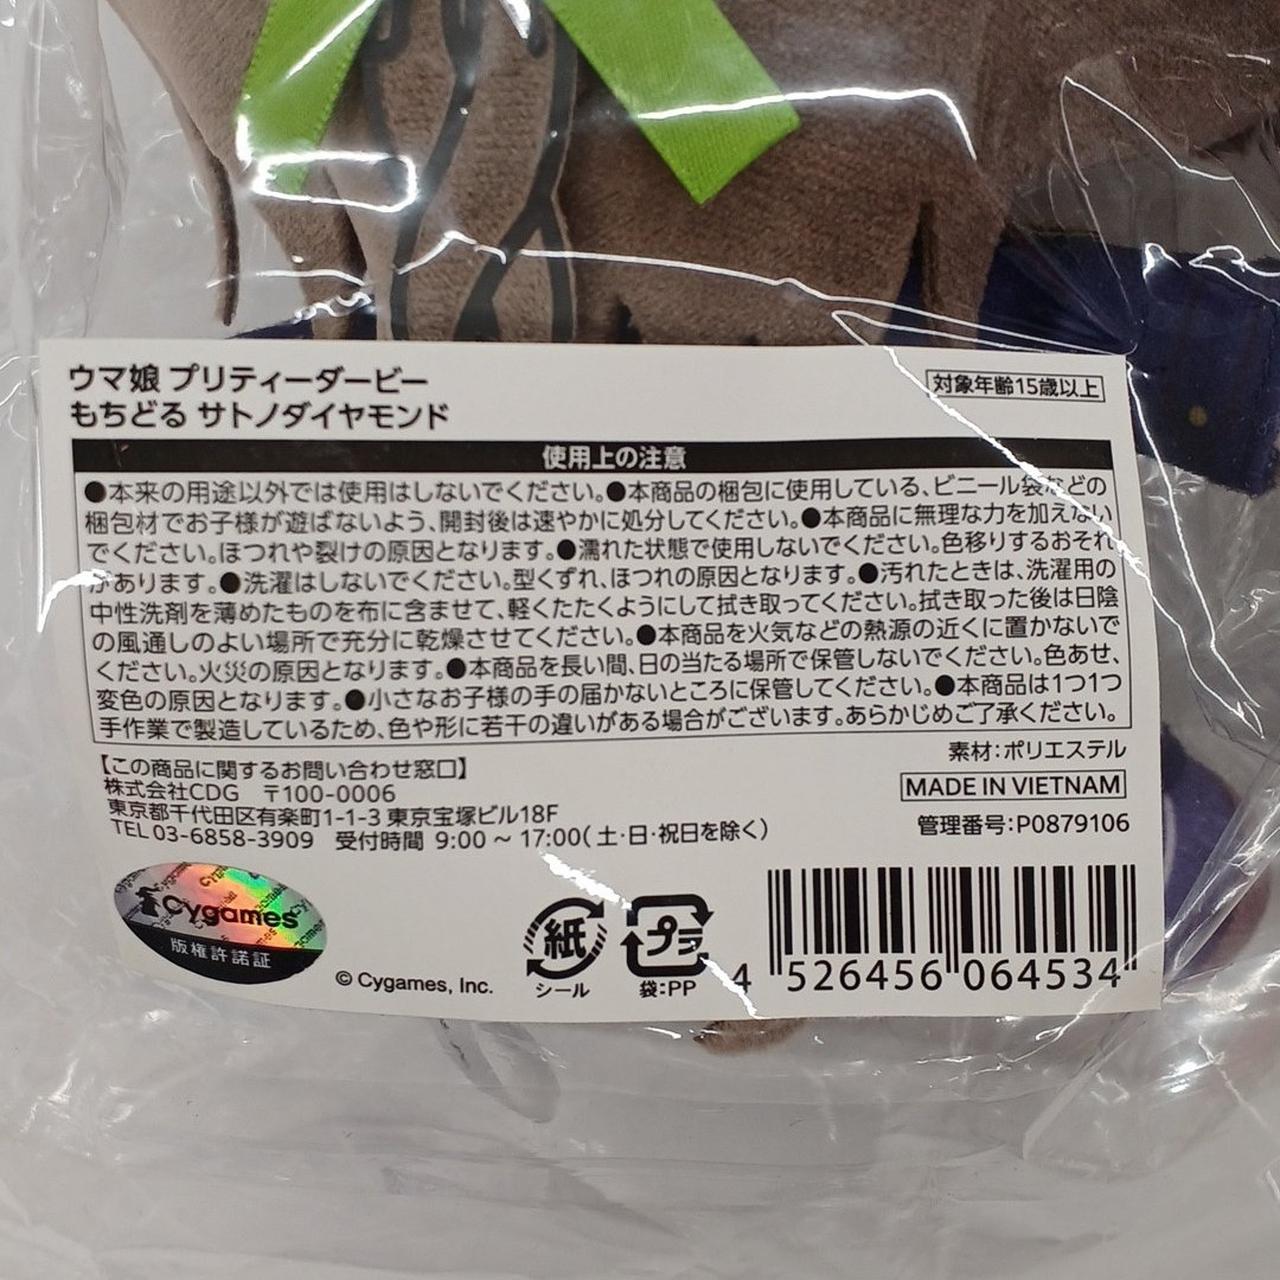 ウマ娘 プリティーダービー
もちどる サトノダイヤモンド
対象年齢15歳以上
使用上の注意
●本来の用途以外では使用はしないでください。●本商品の梱包に使用している、ビニール袋などの
梱包材でお子様が遊ばないよう、開封後は速やかに処分してください。●本商品に無理な力を加えない
でください。ほつれや裂けの原因となります。●濡れた状態で使用しないでください。色移りするおそれ
があります。●洗濯はしないでください。型くずれ、ほつれの原因となります。●汚れたときは、洗濯用の
中性洗剤を薄めたものを布に含ませて、軽くたたくようにして拭き取ってください。拭き取った後は日陰
の風通しのよい場所で充分に乾燥させてください。●本商品を火気などの熱源の近くに置かないで
ください。火災の原因となります。●本商品を長い間、日の当たる場所で保管しないでください。色あせ、
変色の原因となります。●小さなお子様の手の届かないところに保管してください。●本商品は1つ1つ
手作業で製造しているため、色や形に若干の違いがある場合がございます。あらかじめご了承ください。
素材:ポリエステル
【この商品に関するお問い合わせ窓口】
株式会社CDG 〒100-0006
東京都千代田区有楽町1-1-3 東京宝塚ビル18F
TEL 03-6858-3909 受付時間 9:00 ~ 17:00(土・日・祝日を除く)
MADE IN VIETNAM
管理番号:P0879106
Cygames
版権許諾証
© Cygames, Inc.
紙
シール
プラ
袋:PP
4 526456 064534